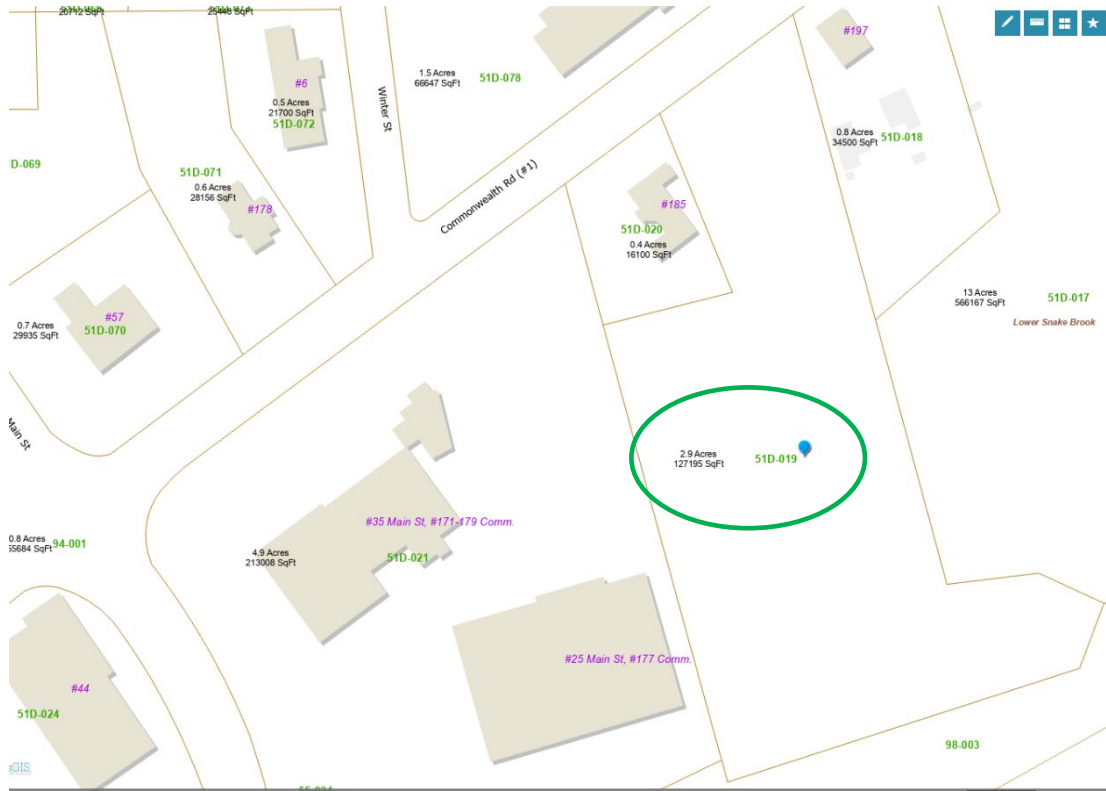 20712 SqFt
25448 SqFt
#197
1.5 Acres
66647 SqFt
51D-078
#6
0.5 Acres
21700 SqFt
51D-072
Winter St
0.8 Acres
34500 SqFt
51D-018
D-069
51D-071
0.6 Acres
28156 SqFt
#178
Commonwealth Rd (#1)
#185
51D-020
0.4 Acres
16100 SqFt
13 Acres
566167 SqFt
51D-017
Lower Snake Brook
#57
0.7 Acres
29935 SqFt
51D-070
Main St
2.9 Acres
127195 SqFt
51D-019
#35 Main St, #171-179 Comm.
0.8 Acres
94-001
4.9 Acres
213008 SqFt
51D-021
#25 Main St, #177 Comm.
#44
51D-024
98-003